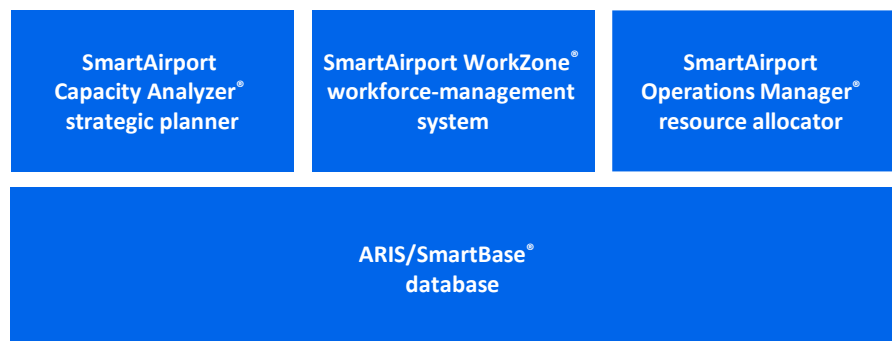 SmartAirport
Capacity Analyzer®
strategic planner
SmartAirport WorkZone®
workforce-management
system
SmartAirport
Operations Manager®
resource allocator
ARIS/SmartBase®
database